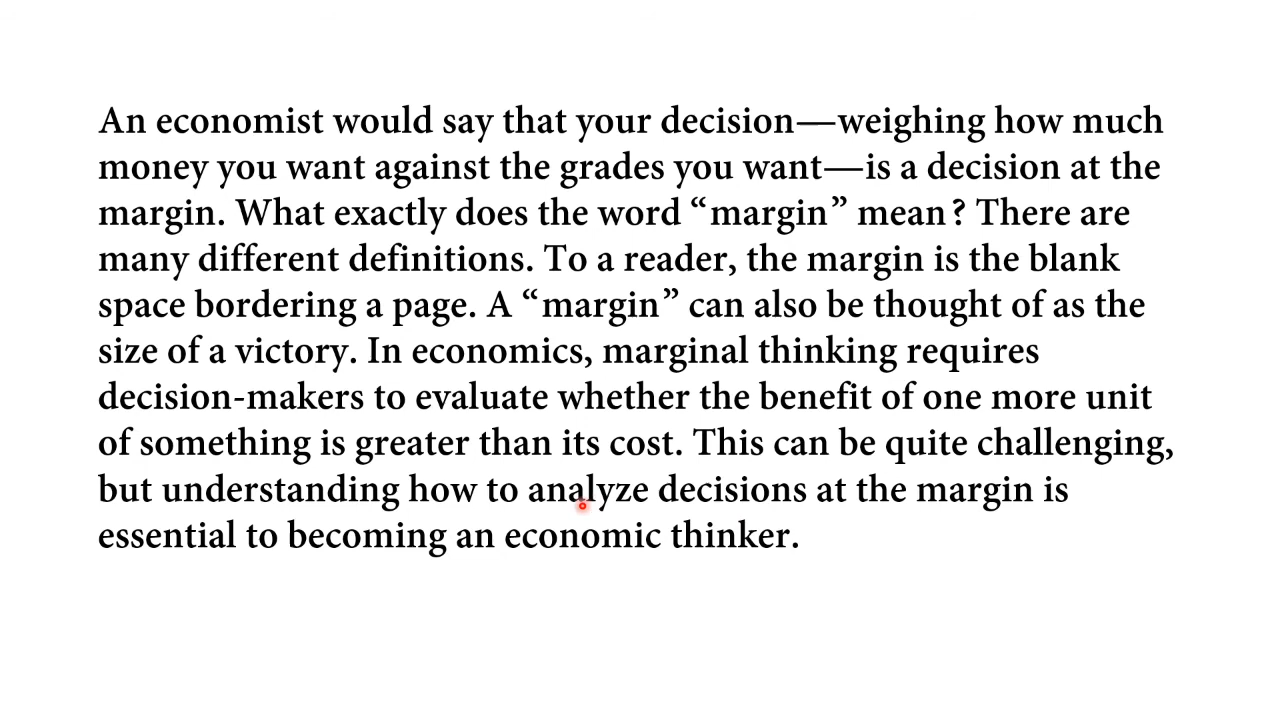 An economist would say that your decision—weighing how much
money you want against the grades you want—is a decision at the
margin. What exactly does the word “margin” mean? There are
many different definitions. To a reader, the margin is the blank
space bordering a page. A “margin” can also be thought of as the
size of a victory. In economics, marginal thinking requires
decision-makers to evaluate whether the benefit of one more unit
of something is greater than its cost. This can be quite challenging,
but understanding how to analyze decisions at the margin is
essential to becoming an economic thinker.